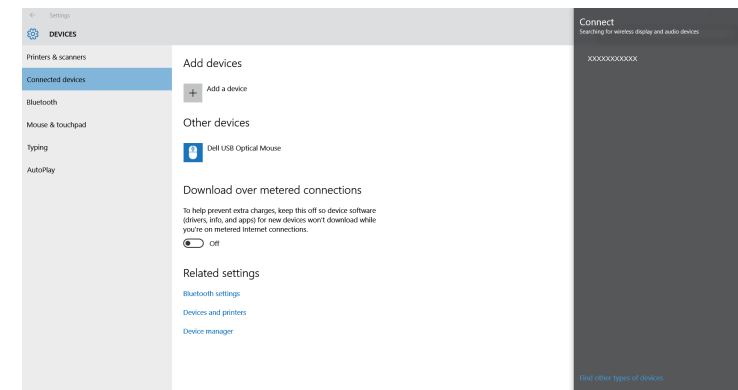 Settings
DEVICES
Printers & scanners
Connected devices
Bluetooth
Mouse & touchpad
Typing
AutoPlay
Add devices
Add a device
Other devices
Dell USB Optical Mouse
Download over metered connections
To help prevent extra charges, keep this off so device software
(drivers, info, and apps) for new devices won't download while
you're on metered Internet connections.
Off
Related settings
Bluetooth settings
Devices and printers
Device manager
Connect
Searching for wireless display and audio devices
XXXXXXXXXXX
Find other types of devices